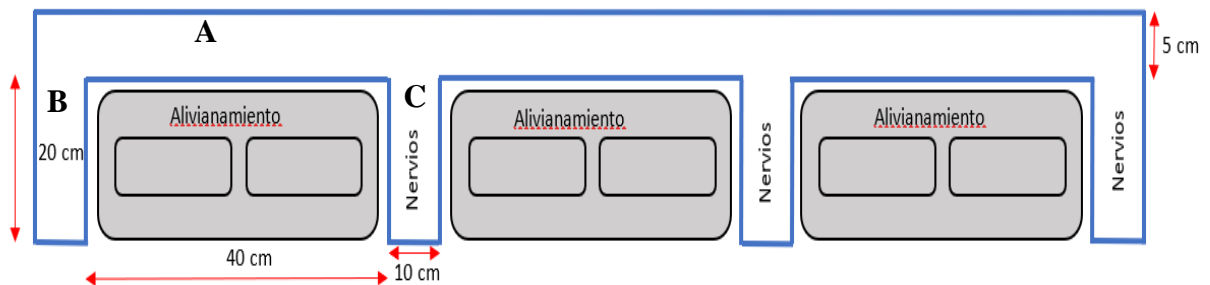 A
5 cm
B
C
Alivianamiento
Alivianamiento
Alivianamiento
20 cm
Nervios
Nervios
Nervios
40 cm
10 cm